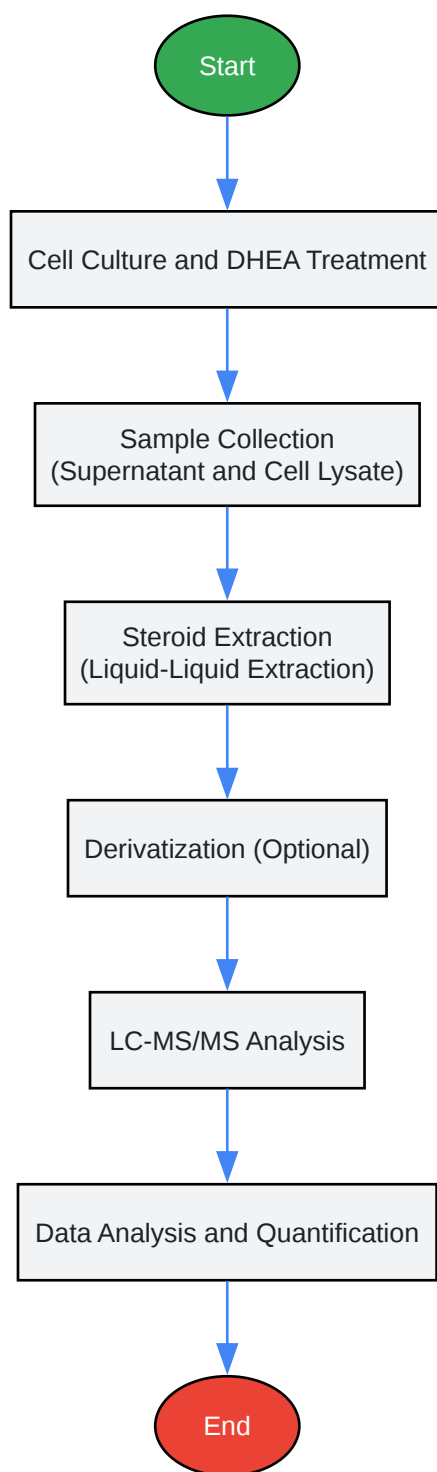 Start
Cell Culture and DHEA Treatment
Sample Collection
(Supernatant and Cell Lysate)
Steroid Extraction
(Liquid-Liquid Extraction)
Derivatization (Optional)
LC-MS/MS Analysis
Data Analysis and Quantification
End